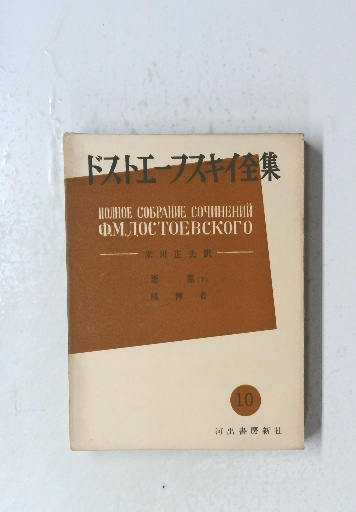 ドストエーフスキイ全集
ПОЛНОЕ СОБРАНИЕ СОЧИНЕНИЙ
Ф.М.ДОСТОЕВСКОГО
米川正夫訳
悪霊(下)
賭博者
10
河出書房新社